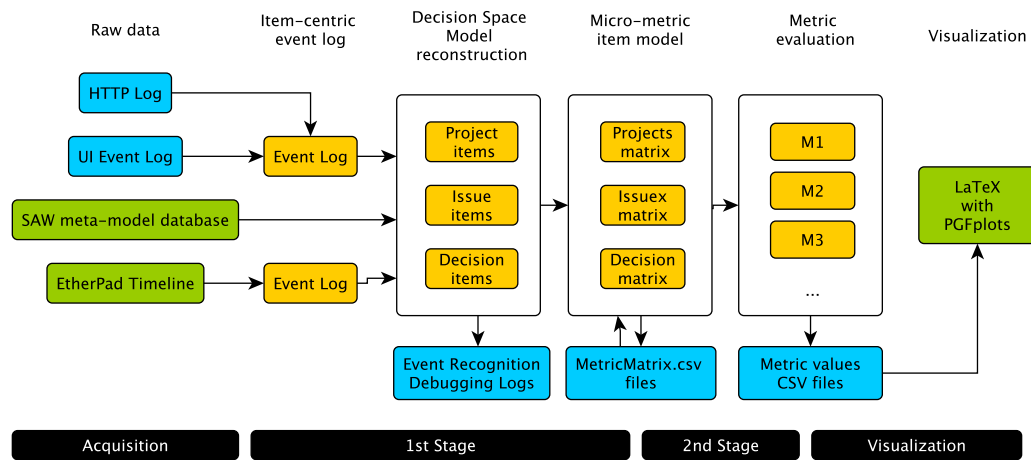 Raw data
Item-centric
event log
Decision Space
Model
reconstruction
Micro-metric
item model
Metric
evaluation
Visualization
HTTP Log
UI Event Log
SAW meta-model database
EtherPad Timeline
Event Log
Event Log
Project
items
Issue
items
Decision
items
Event Recognition
Debugging Logs
Projects
matrix
Issuex
matrix
Decision
matrix
MetricMatrix.csv
files
M1
M2
M3
...
Metric values
CSV files
LaTeX
with
PGFplots
Acquisition
1st Stage
2nd Stage
Visualization